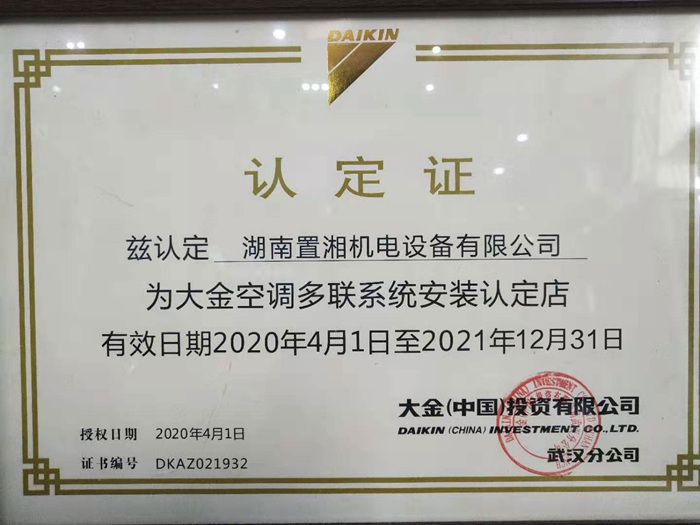 DAIKIN
认定证
兹认定 湖南置湘机电设备有限公司
为大金空调多联系统安装认定店
有效日期2020年4月1日至2021年12月31日
大金(中国)投资有限公司
DAIKIN (CHINA) INVESTMENT CO.,LTD.
武汉分公司
授权日期 2020年4月1日
证书编号 DKAZ021932